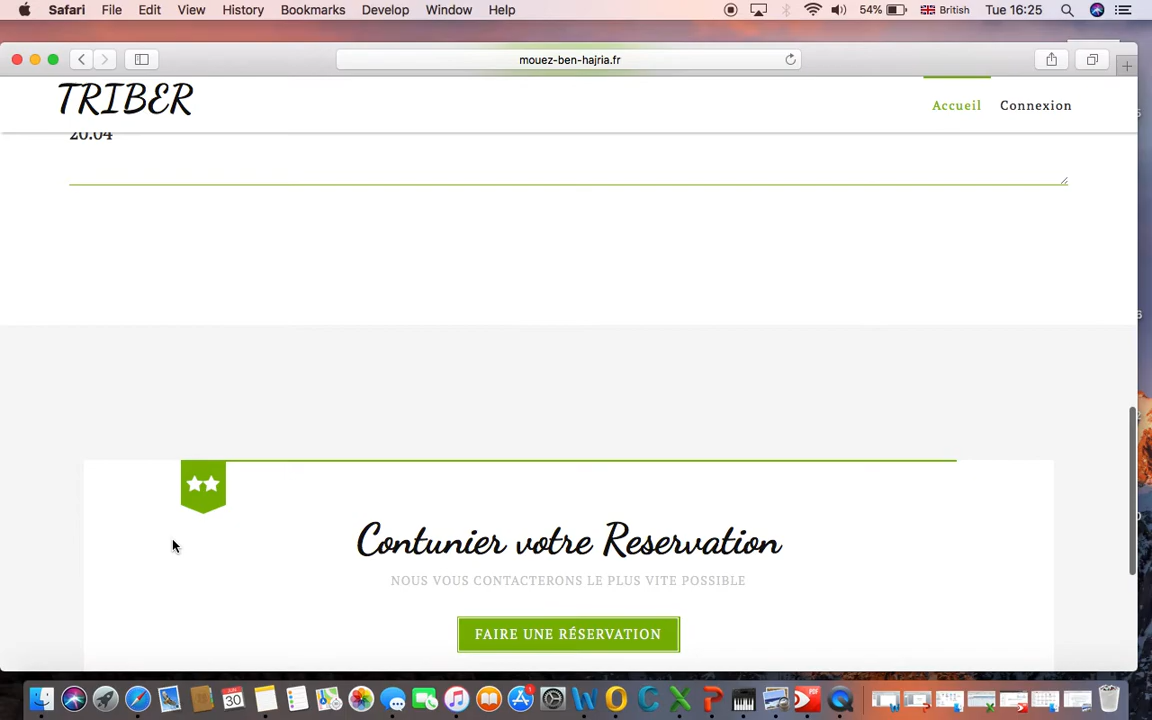 Safari File Edit View History Bookmarks Develop Window Help 54% British Tue 16:25
mouez-ben-hajria.fr
TRIBER Accueil Connexion
20.04
Contunier votre Reservation
NOUS VOUS CONTACTERONS LE PLUS VITE POSSIBLE
FAIRE UNE RÉSERVATION